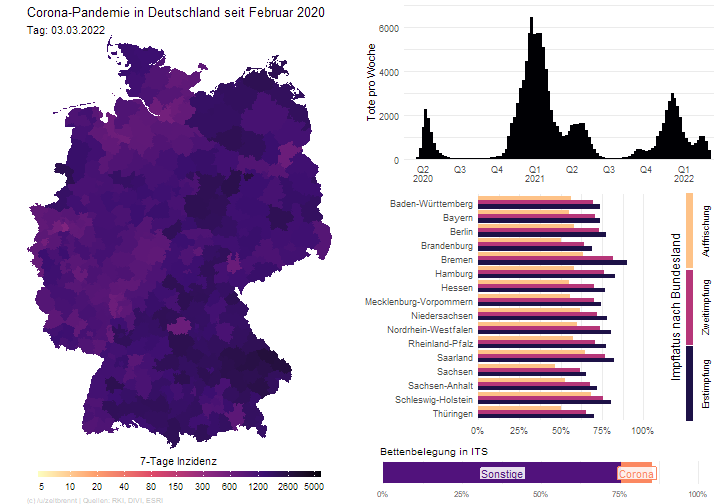 Corona-Pandemie in Deutschland seit Februar 2020
Tag: 03.03.2022
7-Tage Inzidenz
5 10 20 40 80 150 300 600 1200 2600 5000
Quellen: RKI, DIVI, ESRI
Tote pro Woche
6000
4000
2000
0
Q2 Q3 Q4 Q1 Q2 Q3 Q4 Q1
2020 2021 2022
Baden-Württemberg
Bayern
Berlin
Brandenburg
Bremen
Hamburg
Hessen
Mecklenburg-Vorpommern
Niedersachsen
Nordrhein-Westfalen
Rheinland-Pfalz
Saarland
Sachsen
Sachsen-Anhalt
Schleswig-Holstein
Thüringen
0% 25% 50% 75% 100%
Impfstatus nach Bundesland
Auffrischung
Zweitimpfung
Erstimpfung
Bettenbelegung in ITS
Sonstige
Corona
0% 25% 50% 75% 100%